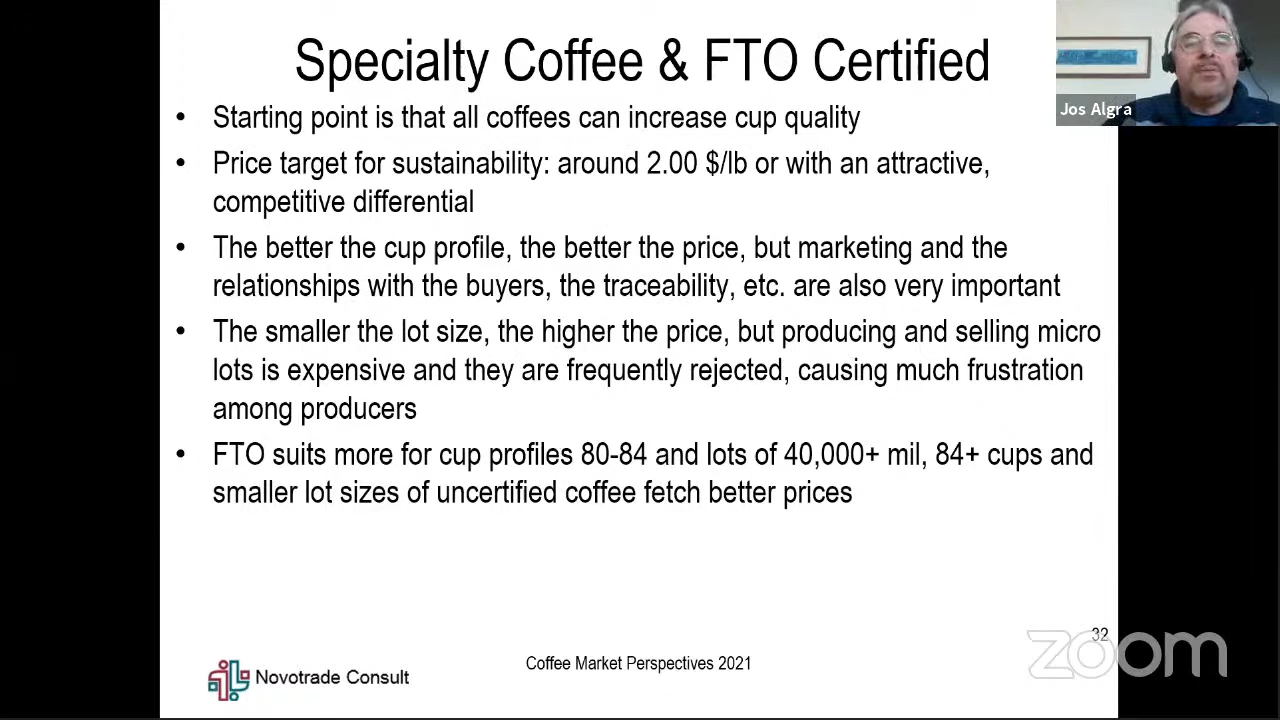 Specialty Coffee & FTO Certified
Jos Algra
• Starting point is that all coffees can increase cup quality
• Price target for sustainability: around 2.00 $/lb or with an attractive,
competitive differential
• The better the cup profile, the better the price, but marketing and the
relationships with the buyers, the traceability, etc. are also very important
• The smaller the lot size, the higher the price, but producing and selling micro
lots is expensive and they are frequently rejected, causing much frustration
among producers
• FTO suits more for cup profiles 80-84 and lots of 40,000+ mil, 84+ cups and
smaller lot sizes of uncertified coffee fetch better prices
32
zoom
Coffee Market Perspectives 2021
Novotrade Consult